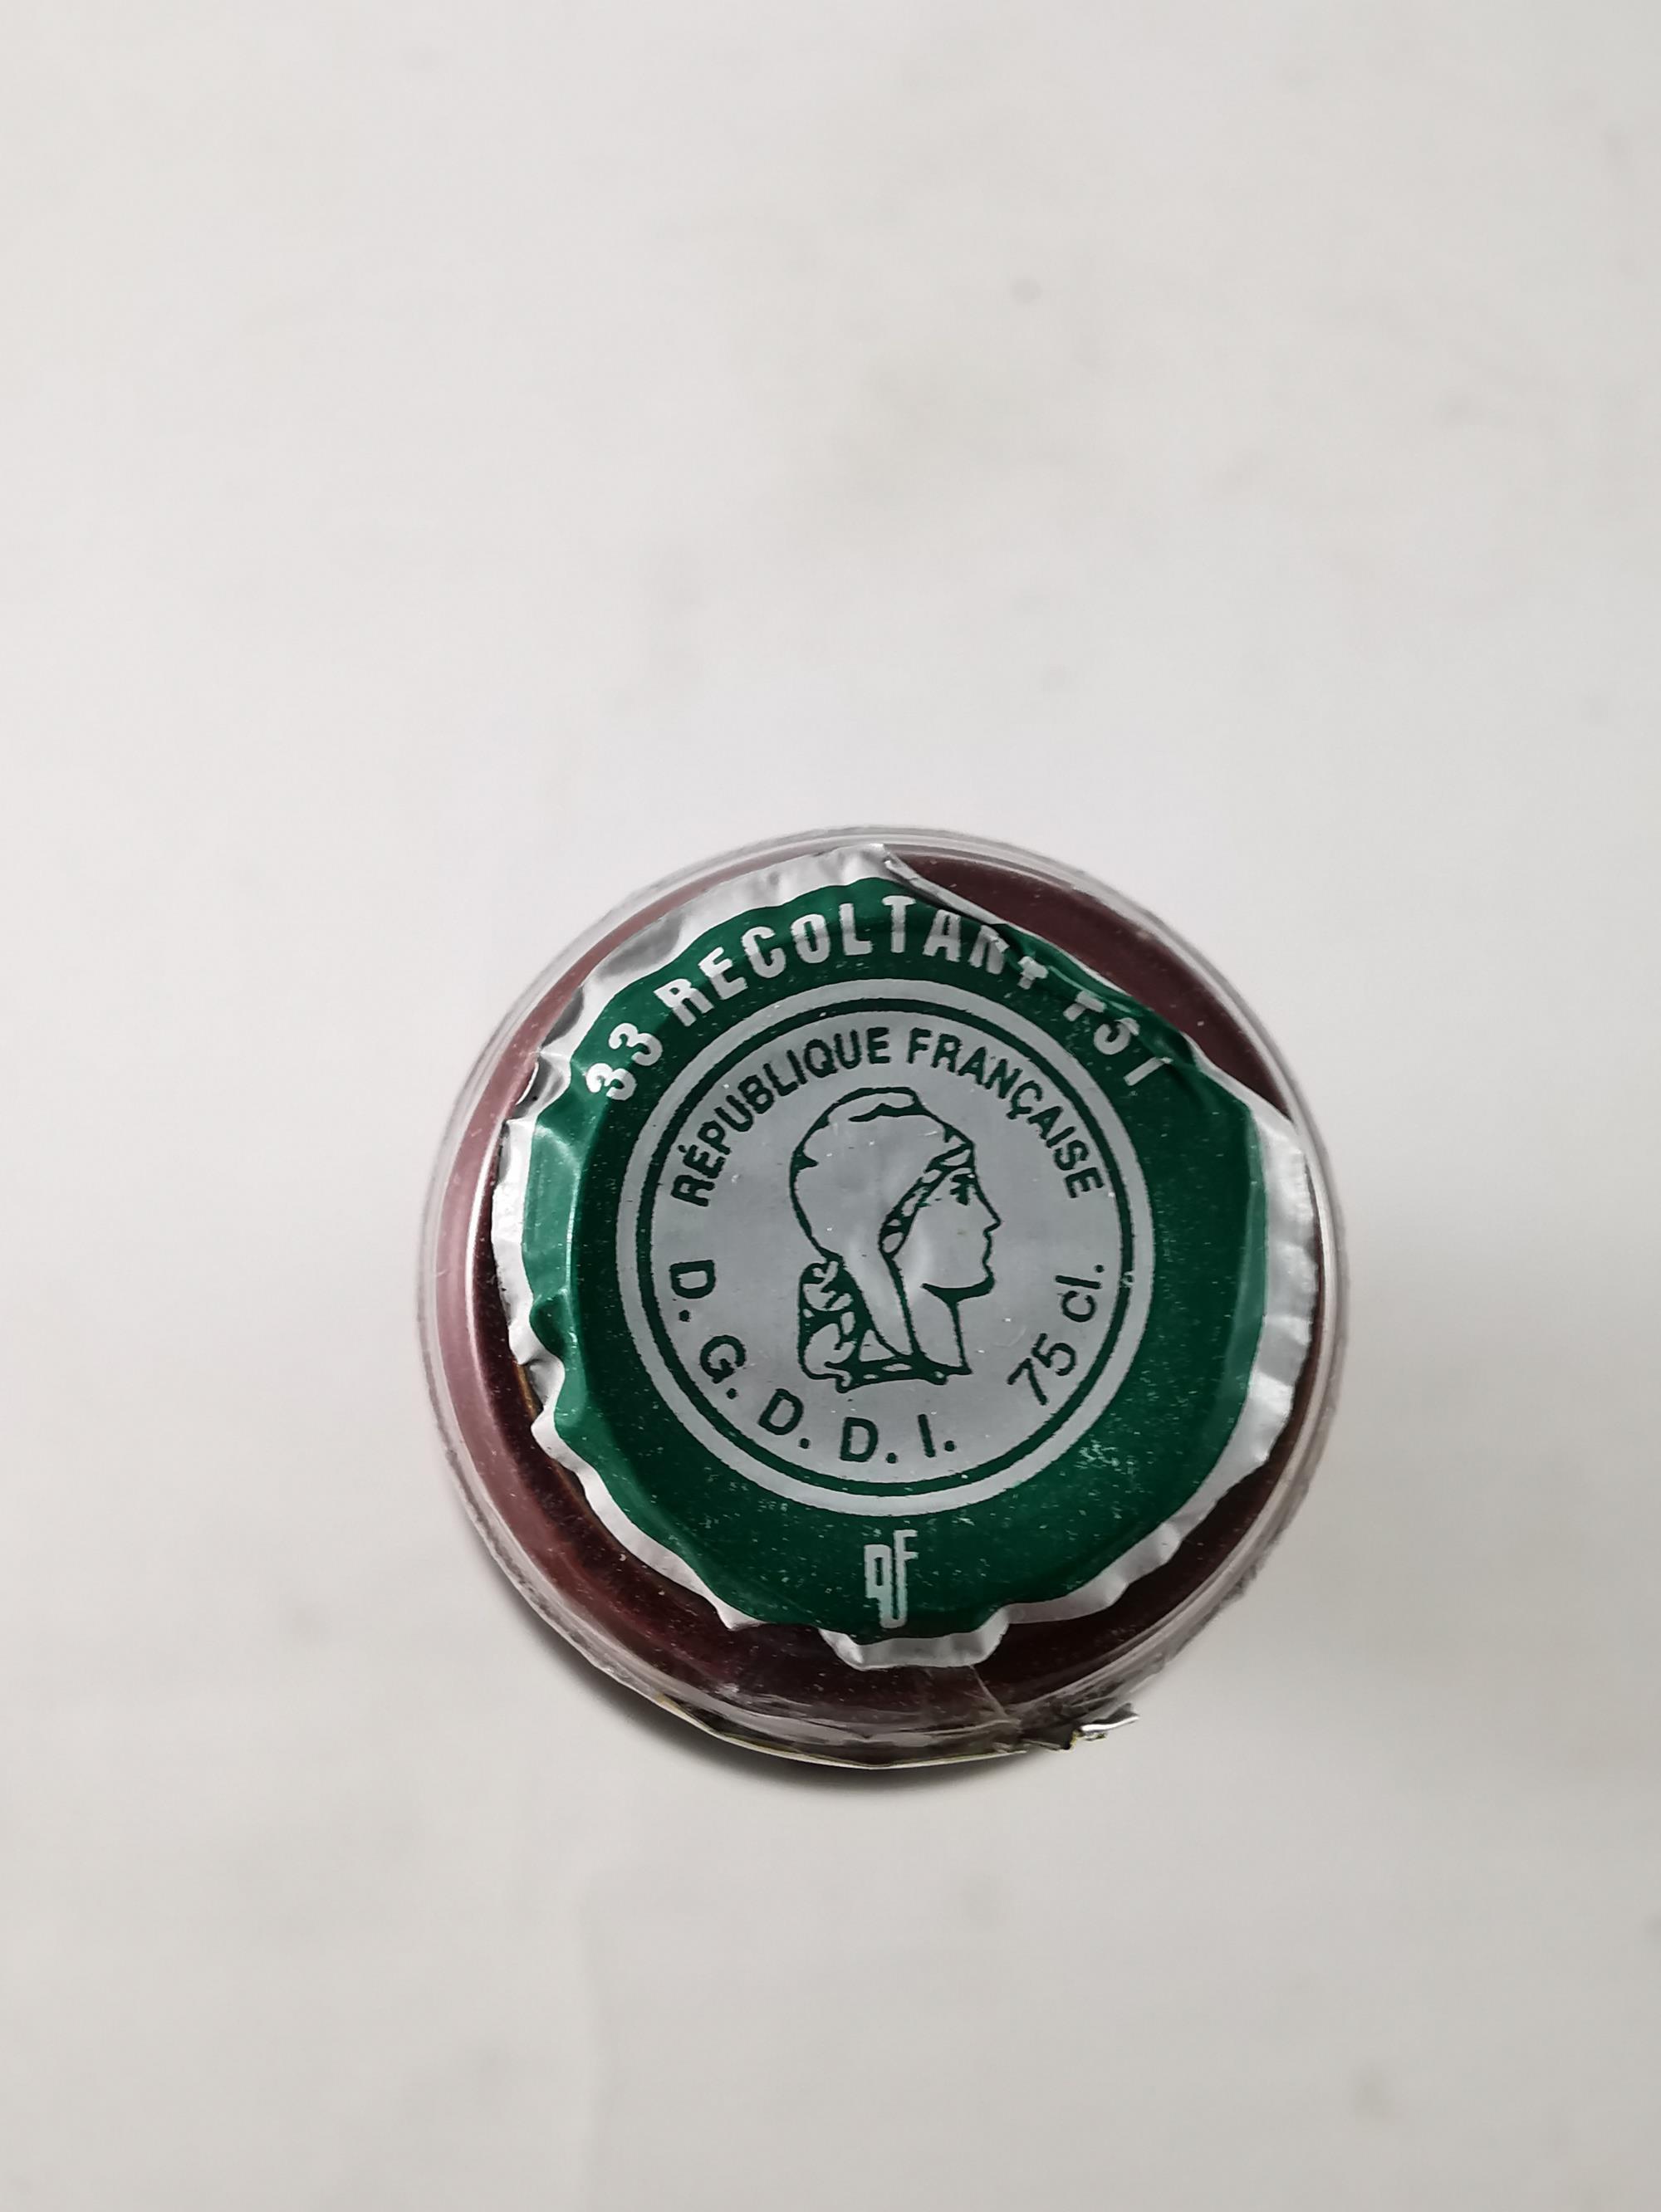 33 RECOLTANT
RÉPUBLIQUE FRANÇAISE
D. G. D. D. I. 75 cl.